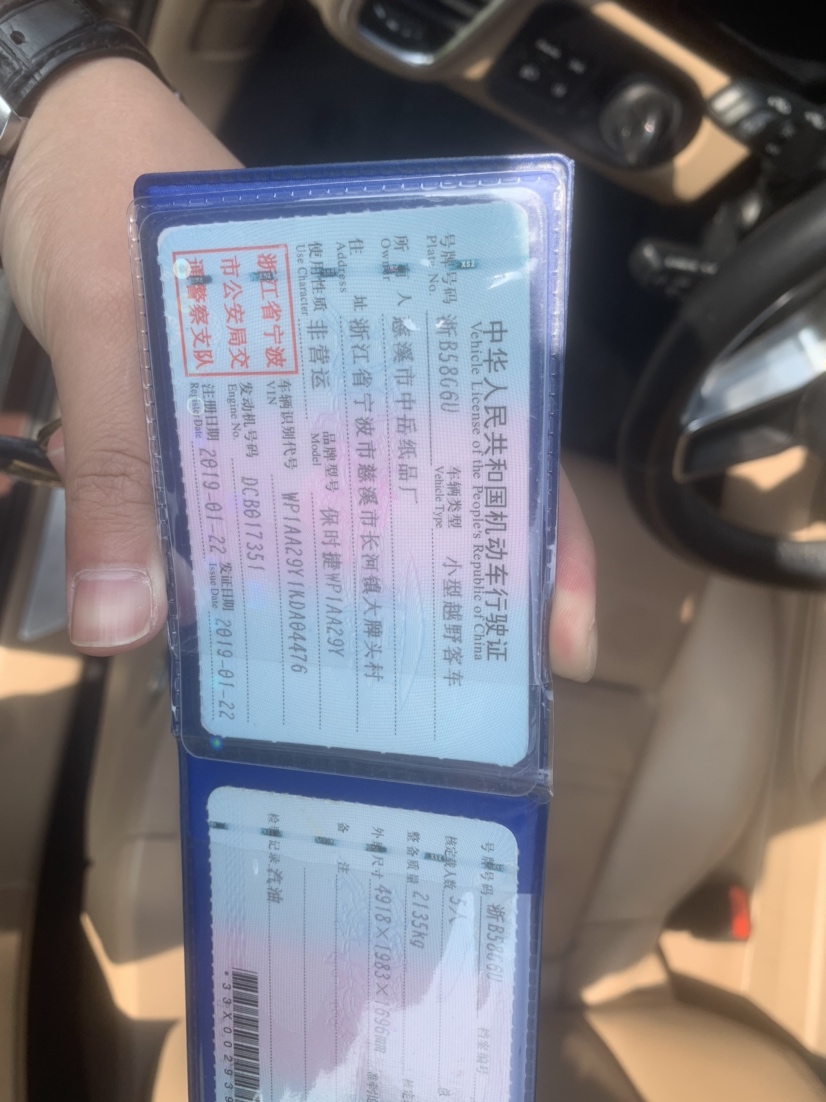 中华人民共和国机动车行驶证
Vehicle License of the People's Republic of China
号牌号码 浙B58G6U 车辆类型 小型越野客车
Plate No. Vehicle Type
所有人 慈溪市中岳纸品厂
Owner
住址 浙江省宁波市慈溪市长河镇大牌头村
Address
使用性质 非营运 品牌型号 保时捷WP1AA29Y
Use Character Model
浙江省宁波
市公安局交
通警察支队
车辆识别代号 WP1AA29Y1KDA04476
VIN
发动机号码 DCB017351
Engine No.
注册日期 2019-01-22 发证日期 2019-01-22
Register Date Issue Date
号牌号码 浙B58G6U 档案编号
核定载人数 5人
整备质量 2135kg
外廓尺寸 4918×1983×1696mm
备注
检验记录 汽油